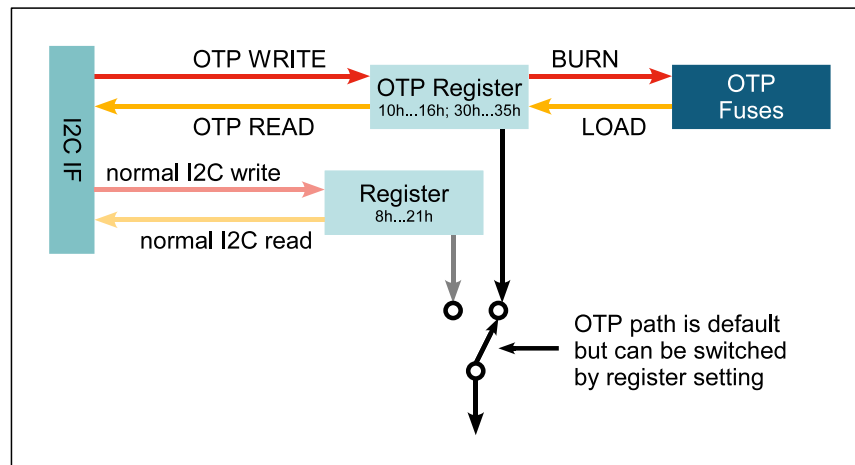 OTP WRITE
BURN
OTP Register
10h...16h; 30h...35h
OTP
Fuses
I2C IF
OTP READ
LOAD
normal I2C write
Register
8h...21h
normal I2C read
OTP path is default
but can be switched
by register setting